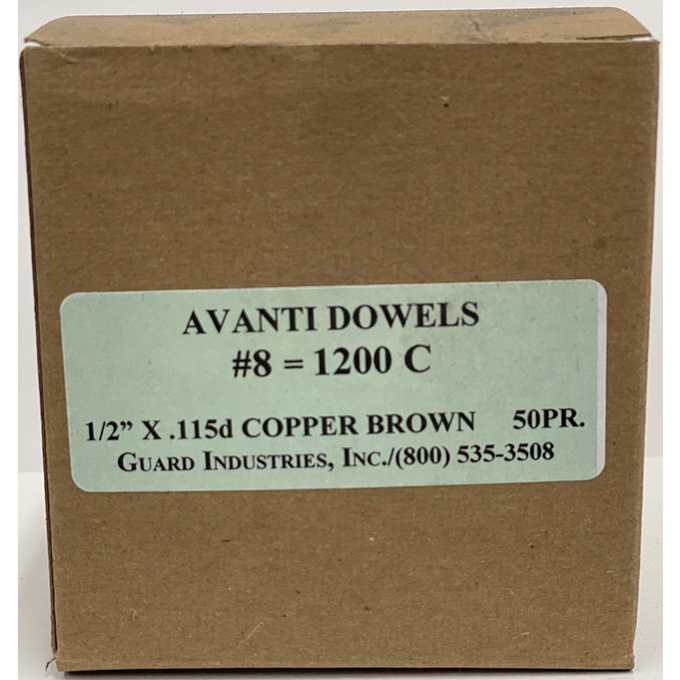 AVANTI DOWELS
#8 = 1200 C
1/2” X .115d COPPER BROWN 50PR.
GUARD INDUSTRIES, INC./(800) 535-3508